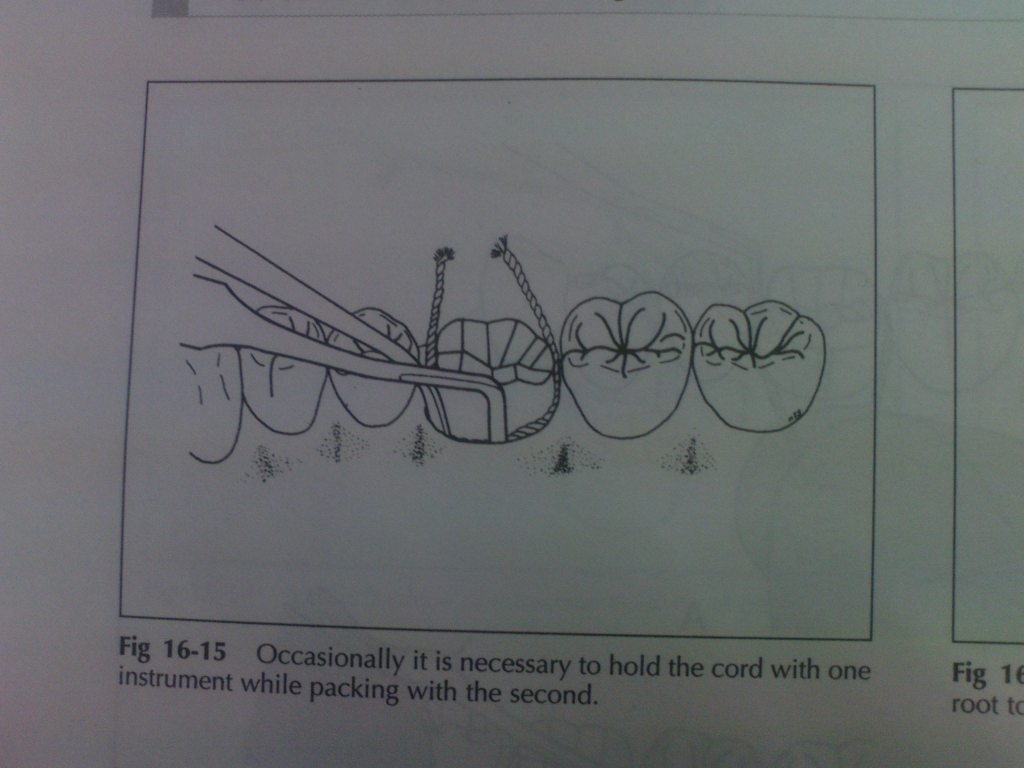 Fig 16-15 Occasionally it is necessary to hold the cord with one
instrument while packing with the second.
Fig 16
root to